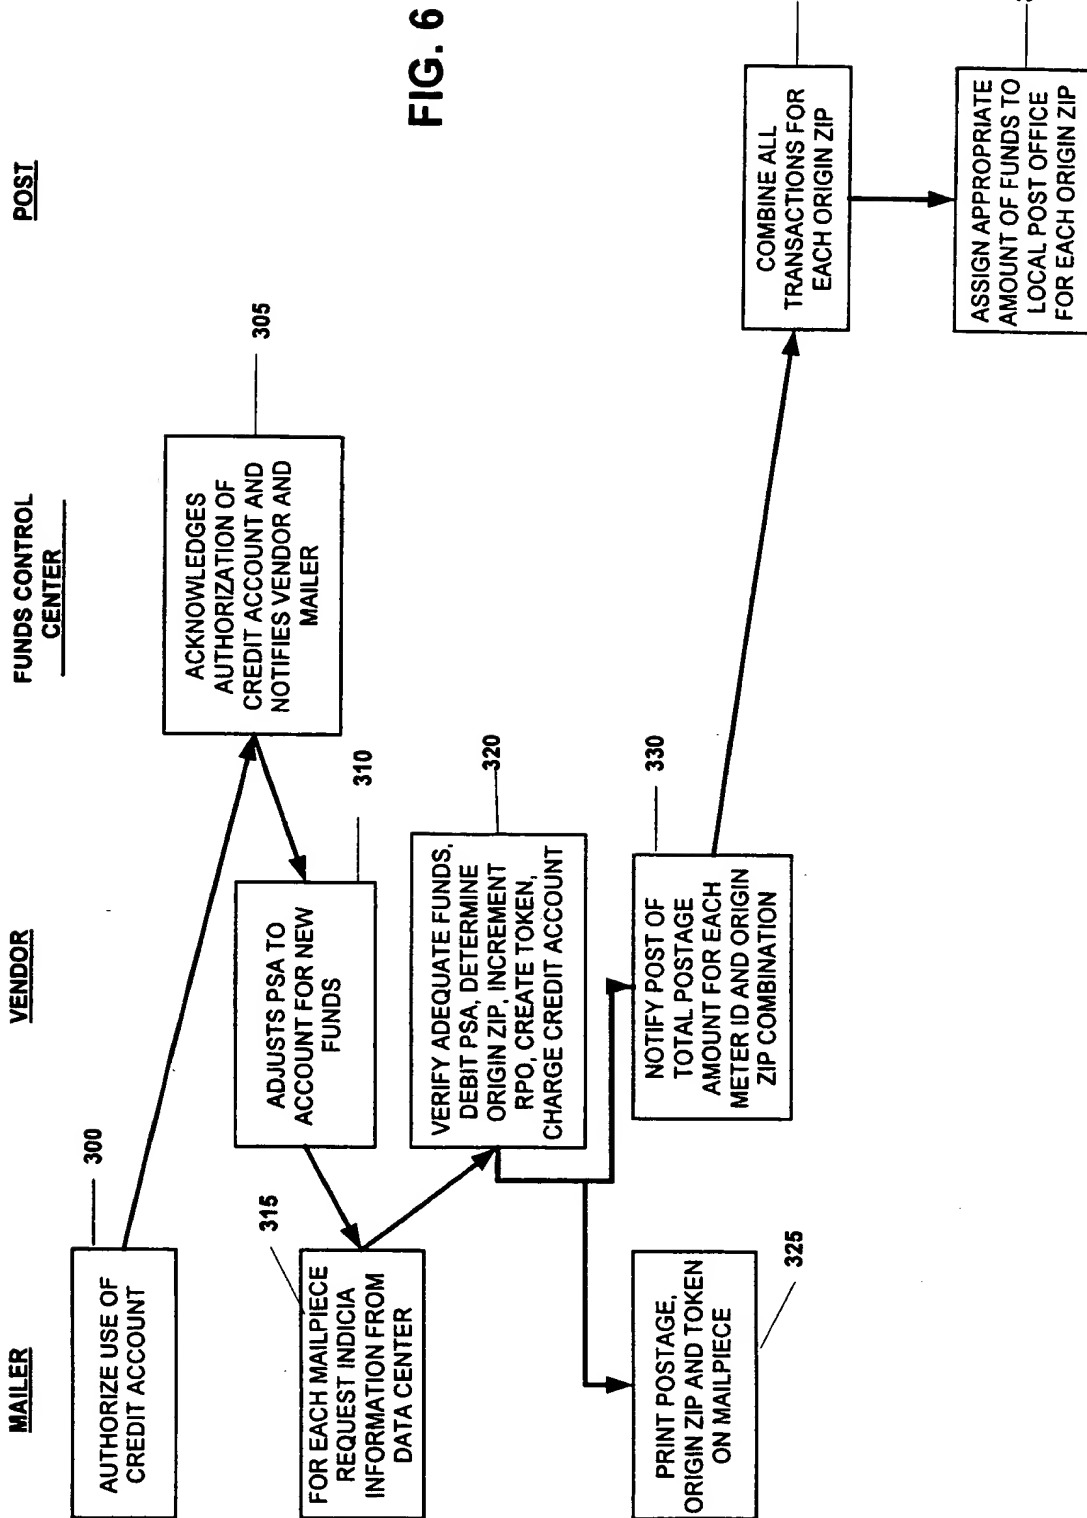 MAILER
VENDOR
FUNDS CONTROL
CENTER
POST
AUTHORIZE USE OF
CREDIT ACCOUNT
300
ACKNOWLEDGES
AUTHORIZATION OF
CREDIT ACCOUNT AND
NOTIFIES VENDOR AND
MAILER
305
ADJUSTS PSA TO
ACCOUNT FOR NEW
FUNDS
310
FOR EACH MAILPIECE
REQUEST INDICIA
INFORMATION FROM
DATA CENTER
315
VERIFY ADEQUATE FUNDS,
DEBIT PSA, DETERMINE
ORIGIN ZIP, INCREMENT
RPO, CREATE TOKEN,
CHARGE CREDIT ACCOUNT
320
PRINT POSTAGE,
ORIGIN ZIP AND TOKEN
ON MAILPIECE
325
NOTIFY POST OF
TOTAL POSTAGE
AMOUNT FOR EACH
METER ID AND ORIGIN
ZIP COMBINATION
330
COMBINE ALL
TRANSACTIONS FOR
EACH ORIGIN ZIP
ASSIGN APPROPRIATE
AMOUNT OF FUNDS TO
LOCAL POST OFFICE
FOR EACH ORIGIN ZIP
FIG. 6